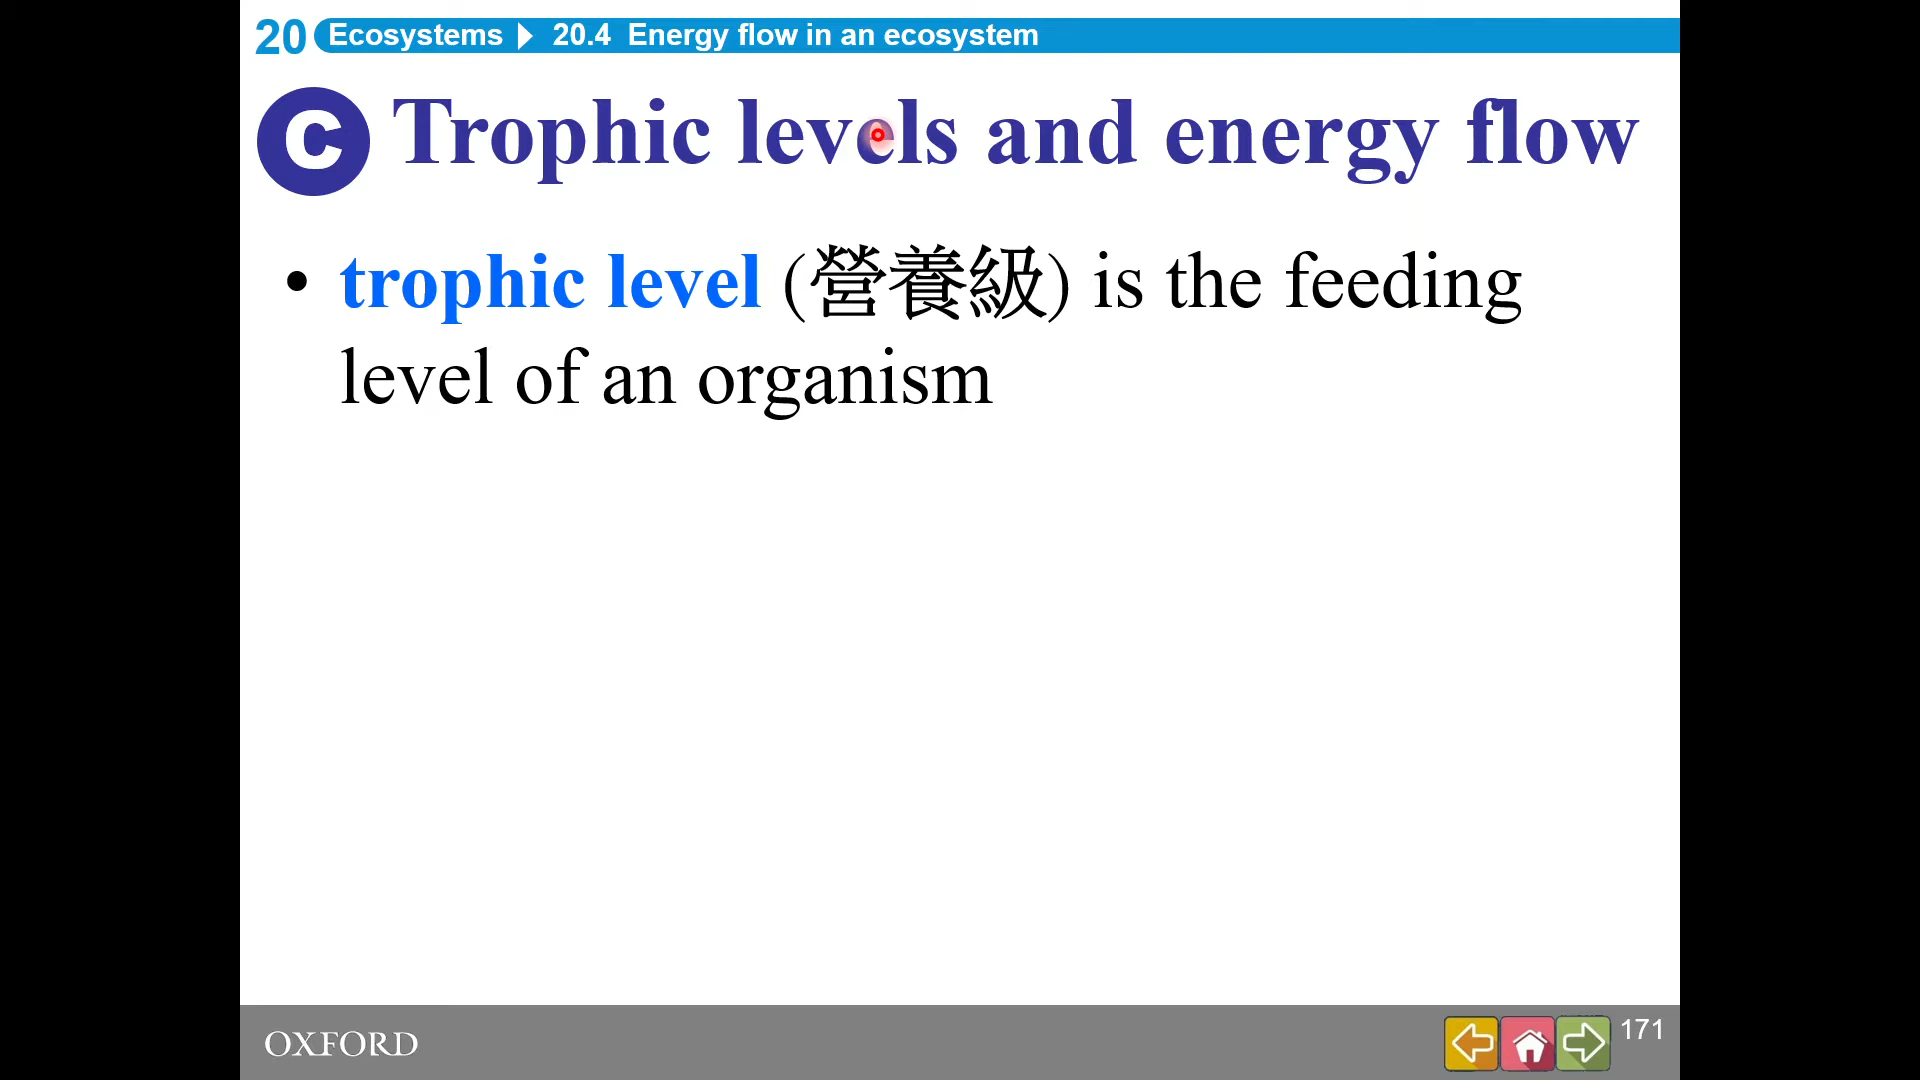 20 Ecosystems 20.4 Energy flow in an ecosystem
C Trophic levels and energy flow
• trophic level (營養級) is the feeding
level of an organism
OXFORD
171